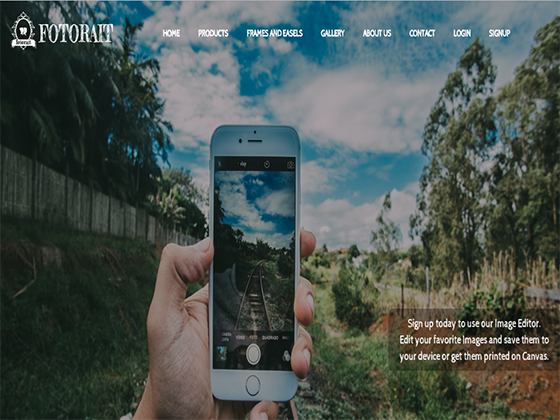 FOTORAIT
HOME PRODUCTS FRAMES AND EASELS GALLERY ABOUT US CONTACT LOGIN SIGNUP
Sign up today to use our Image Editor.
Edit your favorite Images and save them to
your device or get them printed on Canvas.